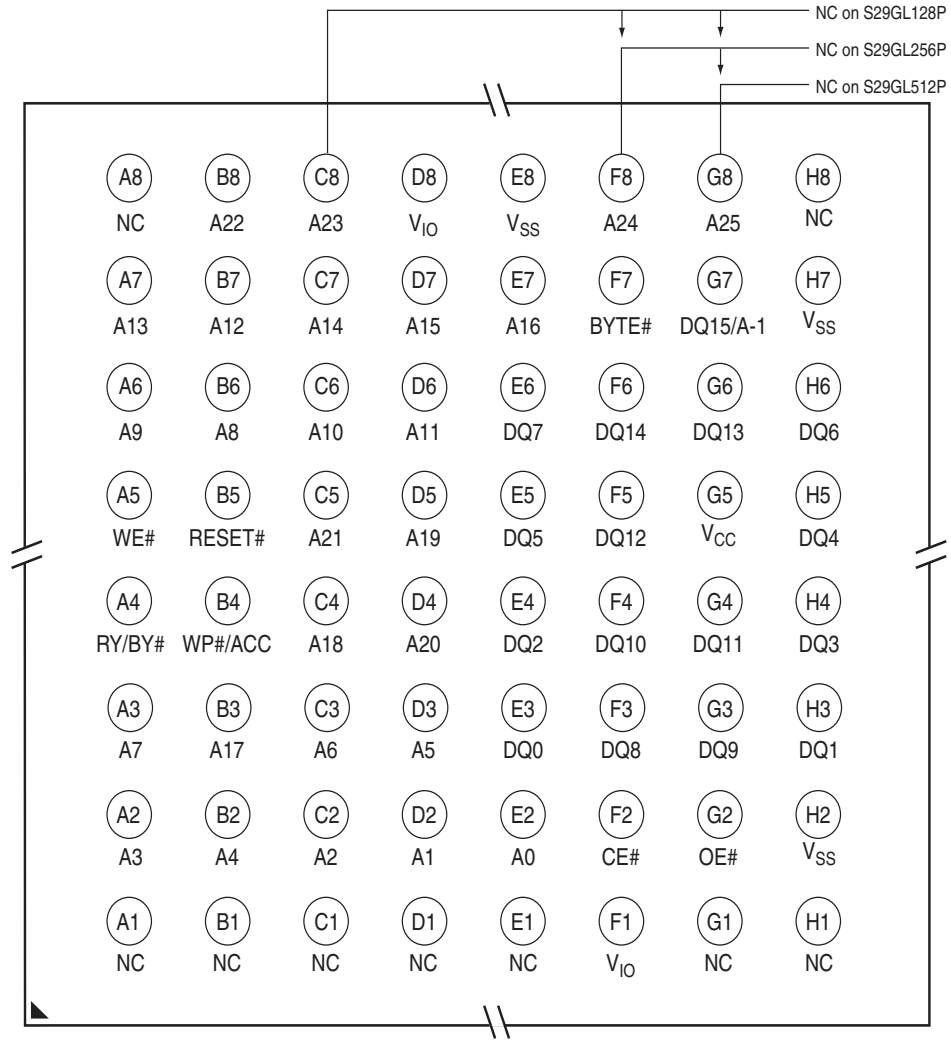 NC on S29GL128P
NC on S29GL256P
NC on S29GL512P
A8 B8 C8 D8 E8 F8 G8 H8
NC A22 A23 VIO VSS A24 A25 NC
A7 B7 C7 D7 E7 F7 G7 H7
A13 A12 A14 A15 A16 BYTE# DQ15/A-1 VSS
A6 B6 C6 D6 E6 F6 G6 H6
A9 A8 A10 A11 DQ7 DQ14 DQ13 DQ6
A5 B5 C5 D5 E5 F5 G5 H5
WE# RESET# A21 A19 DQ5 DQ12 VCC DQ4
A4 B4 C4 D4 E4 F4 G4 H4
RY/BY# WP#/ACC A18 A20 DQ2 DQ10 DQ11 DQ3
A3 B3 C3 D3 E3 F3 G3 H3
A7 A17 A6 A5 DQ0 DQ8 DQ9 DQ1
A2 B2 C2 D2 E2 F2 G2 H2
A3 A4 A2 A1 A0 CE# OE# VSS
A1 B1 C1 D1 E1 F1 G1 H1
NC NC NC NC NC VIO NC NC